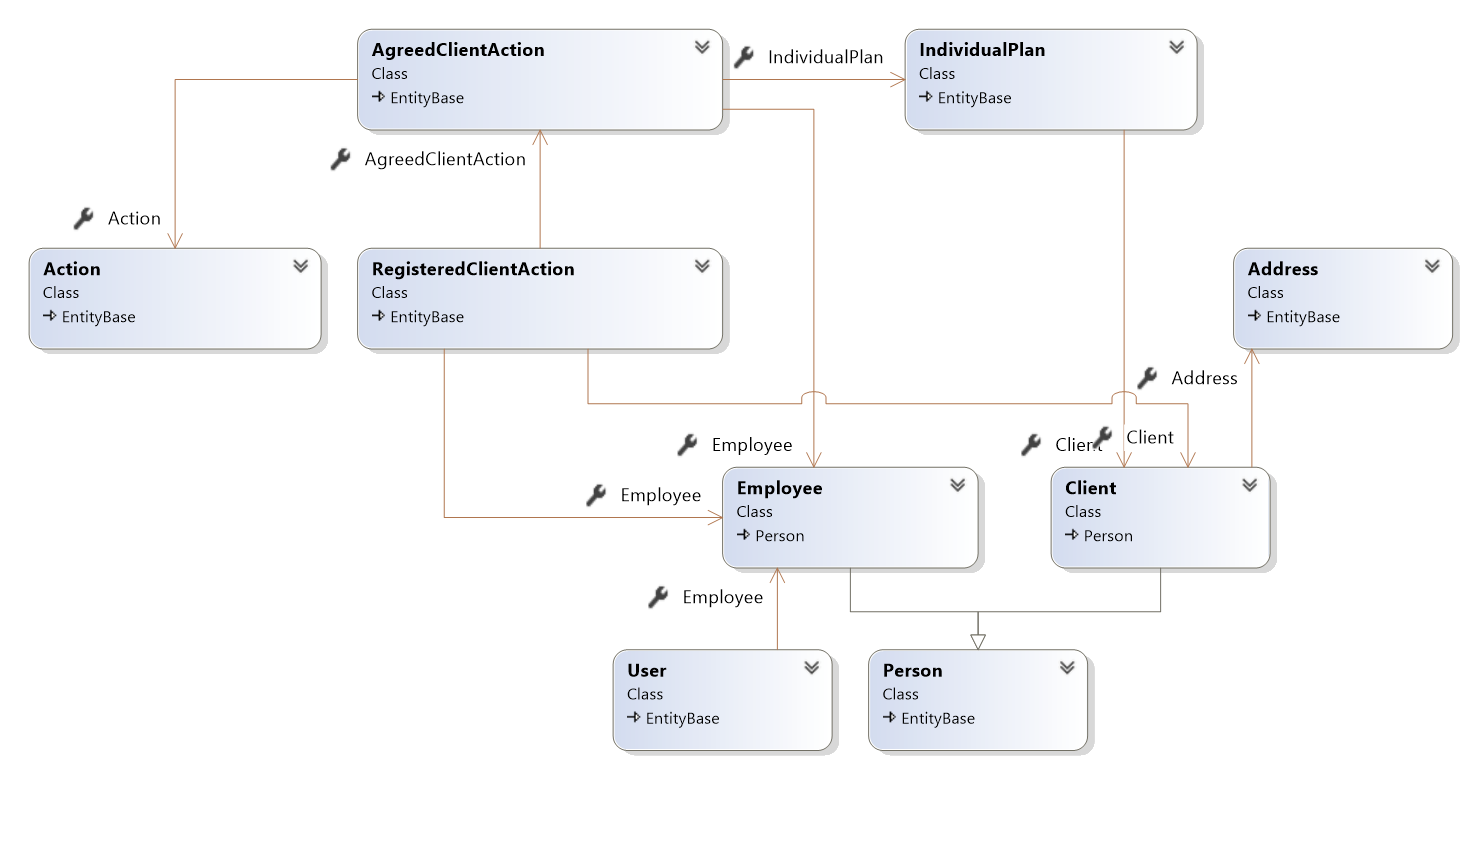 AgreedClientAction
Class
EntityBase
IndividualPlan
IndividualPlan
Class
EntityBase
AgreedClientAction
Action
Action
Class
EntityBase
RegisteredClientAction
Class
EntityBase
Address
Class
EntityBase
Address
Employee
Client
Client
Employee
Employee
Class
Person
Client
Class
Person
Employee
User
Class
EntityBase
Person
Class
EntityBase